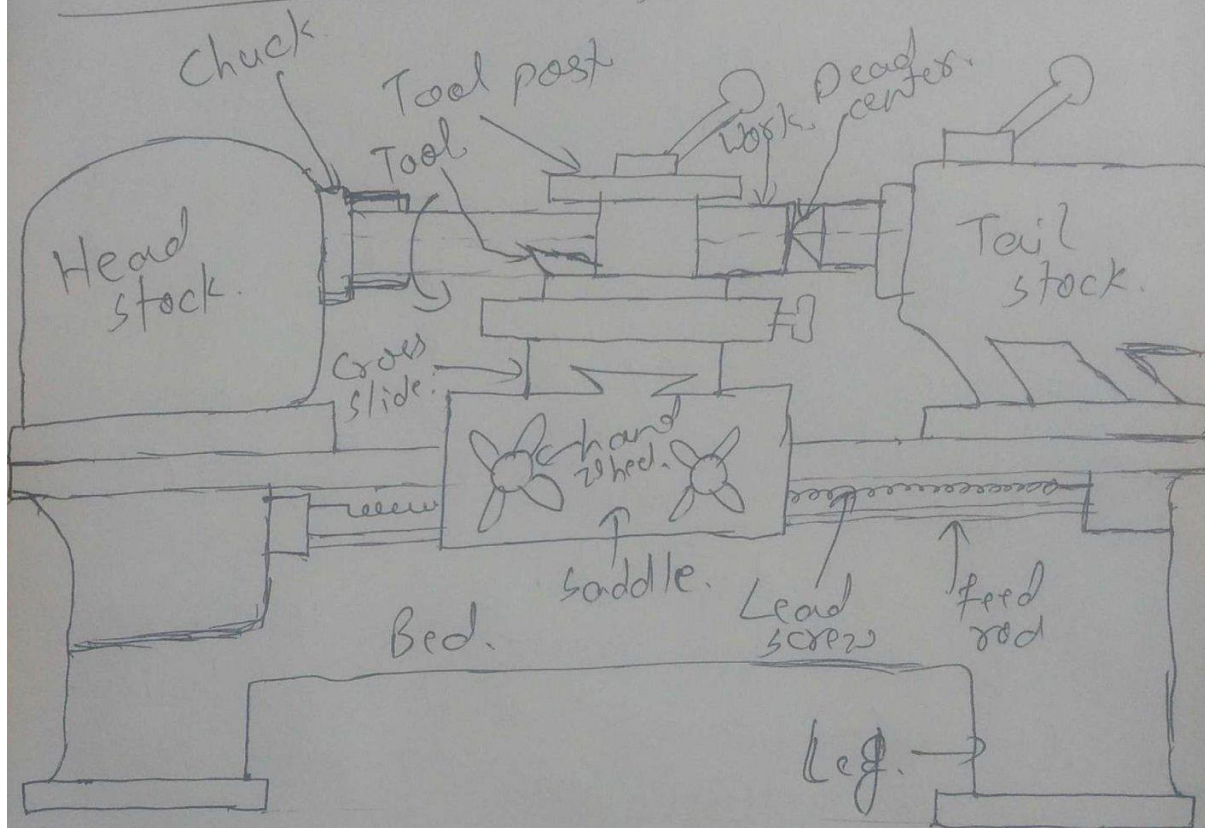 Chuck.
Tool post
Tool
Work.
Dead
center.
Head
stock.
Tail
stock.
Cross
slide.
hand
wheel.
Saddle.
Lead
screw
feed
rod
Bed.
Leg.